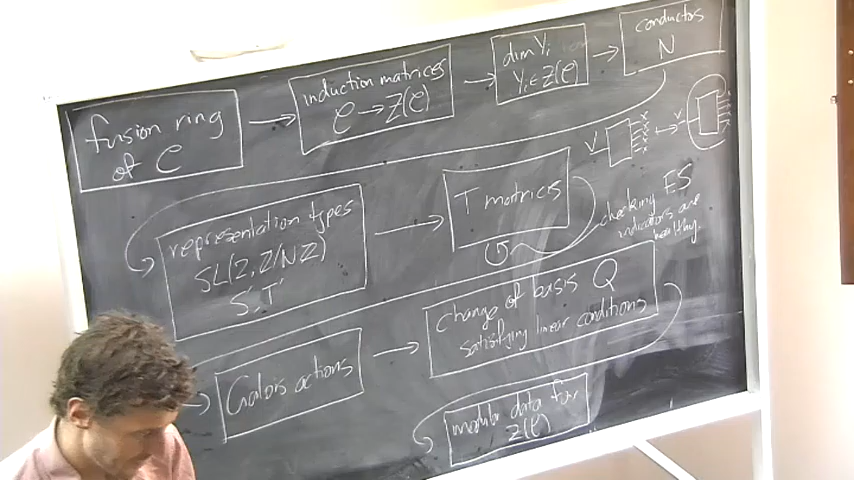 fusion ring
of C
induction matrices
C → Z(C)
dim Yᵢ
Yᵢ ∈ Z(C)
conductors
N
V
V
representation types
SL(2, Z/NZ)
S', T'
T matrices
checking FS
indicators are
healthy.
Galois actions
change of basis Q
satisfying linear conditions
modular data for
Z(C)